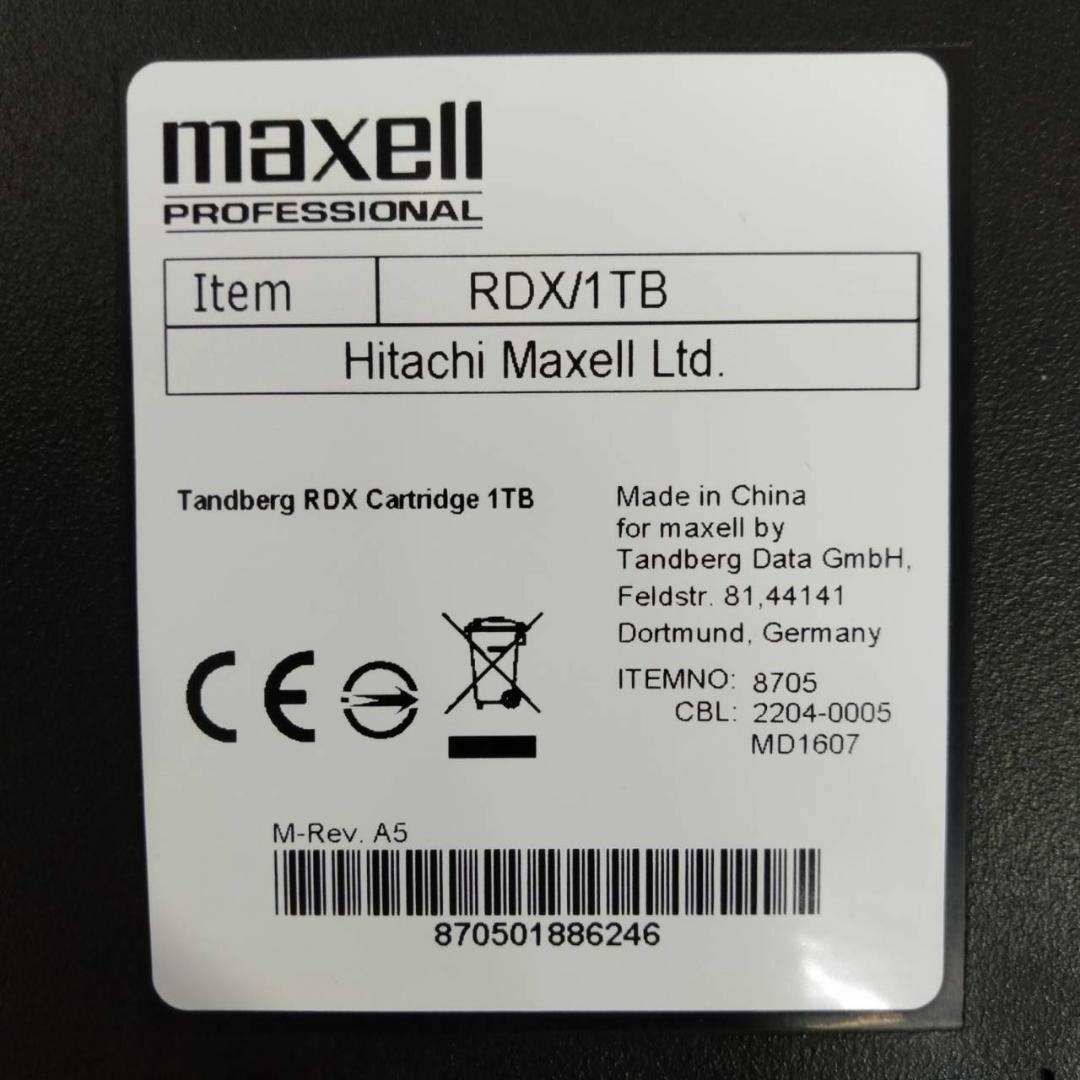 maxell
PROFESSIONAL
Item RDX/1TB
Hitachi Maxell Ltd.
Tandberg RDX Cartridge 1TB
Made in China
for maxell by
Tandberg Data GmbH,
Feldstr. 81,44141
Dortmund, Germany
ITEMNO: 8705
CBL: 2204-0005
MD1607
CE
M-Rev. A5
870501886246